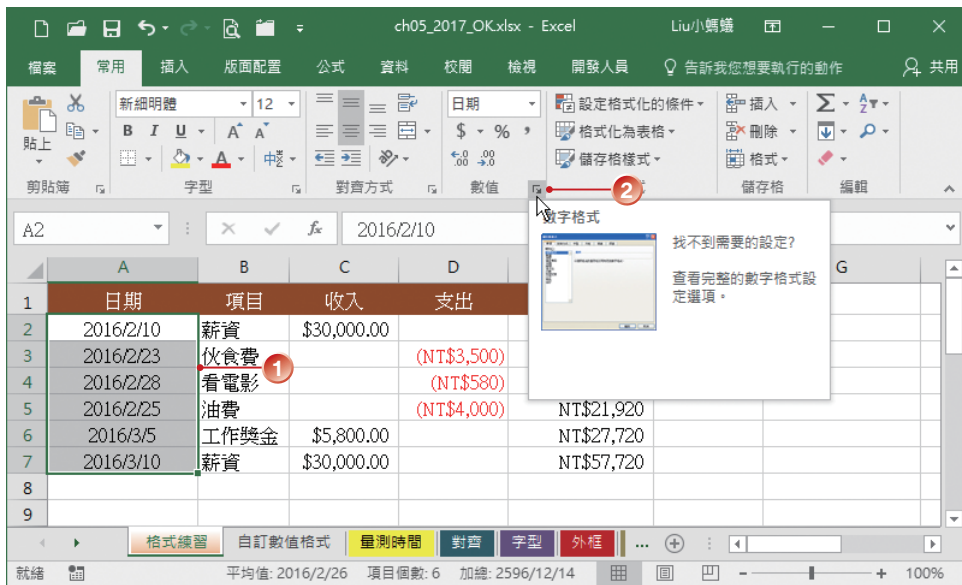 ch05_2017_OK.xlsx - Excel Liu小螞蟻
檔案 常用 插入 版面配置 公式 資料 校閱 檢視 開發人員 告訴我您想要執行的動作 共用
貼上 新細明體 12 日期 設定格式化的條件 插入 Σ
B I U A A $ % , 格式化為表格 刪除
A 中 .00 儲存格樣式 格式
剪貼簿 字型 對齊方式 數值 2 式 儲存格 編輯
A2 fx 2016/2/10
數字格式
找不到需要的設定?
查看完整的數字格式設
定選項。
A B C D G
1 日期 項目 收入 支出
2 2016/2/10 薪資 $30,000.00
3 2016/2/23 伙食費 (NT$3,500)
1
4 2016/2/28 看電影 (NT$580)
5 2016/2/25 油費 (NT$4,000) NT$21,920
6 2016/3/5 工作獎金 $5,800.00 NT$27,720
7 2016/3/10 薪資 $30,000.00 NT$57,720
8
9
格式練習 自訂數值格式 量測時間 對齊 字型 外框 ...
就緒 平均值: 2016/2/26 項目個數: 6 加總: 2596/12/14 100%